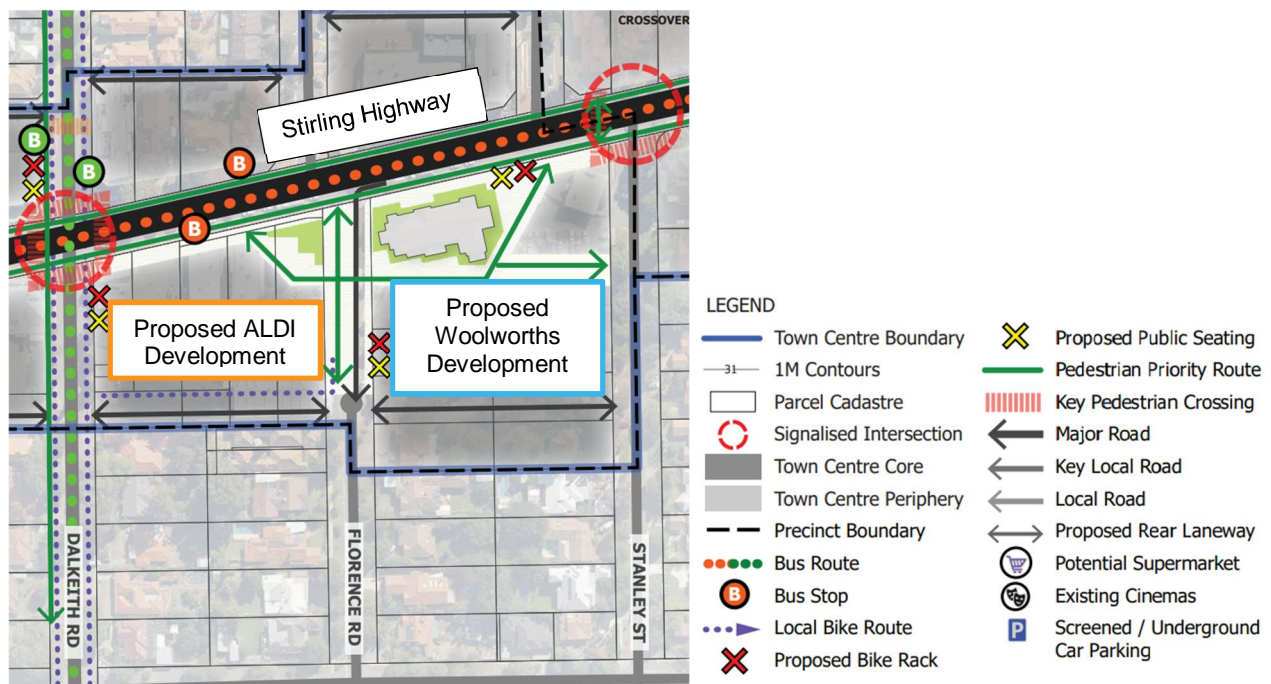 CROSSOVER
Stirling Highway
B
B
B
B
Proposed ALDI
Development
Proposed
Woolworths
Development
DALKEITH RD
FLORENCE RD
STANLEY ST
LEGEND
Town Centre Boundary
31
1M Contours
Parcel Cadastre
Signalised Intersection
Town Centre Core
Town Centre Periphery
Precinct Boundary
Bus Route
B
Bus Stop
Local Bike Route
Proposed Bike Rack
Proposed Public Seating
Pedestrian Priority Route
Key Pedestrian Crossing
Major Road
Key Local Road
Local Road
Proposed Rear Laneway
Potential Supermarket
Existing Cinemas
P
Screened / Underground
Car Parking